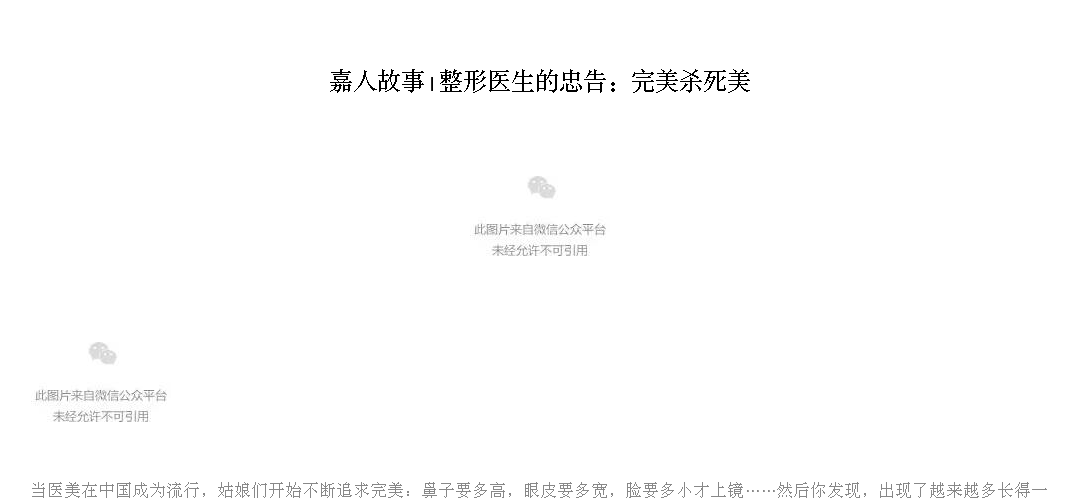 嘉人故事|整形医生的忠告：完美杀死美
此图片来自微信公众平台
未经允许不可引用
此图片来自微信公众平台
未经允许不可引用
当医美在中国成为流行，姑娘们开始不断追求完美：鼻子要多高，眼皮要多宽，脸要多小才上镜……然后你发现，出现了越来越多长得一